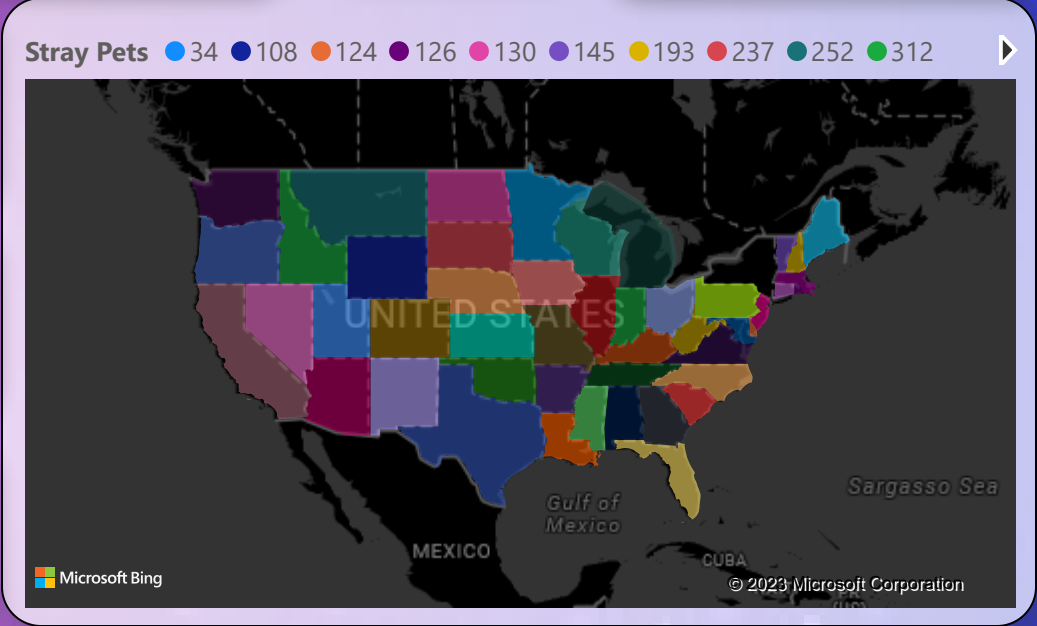 Stray Pets 34 108 124 126 130 145 193 237 252 312
UNITED STATES
Sargasso Sea
Gulf of
Mexico
MEXICO
CUBA
Microsoft Bing
© 2023 Microsoft Corporation
(US)